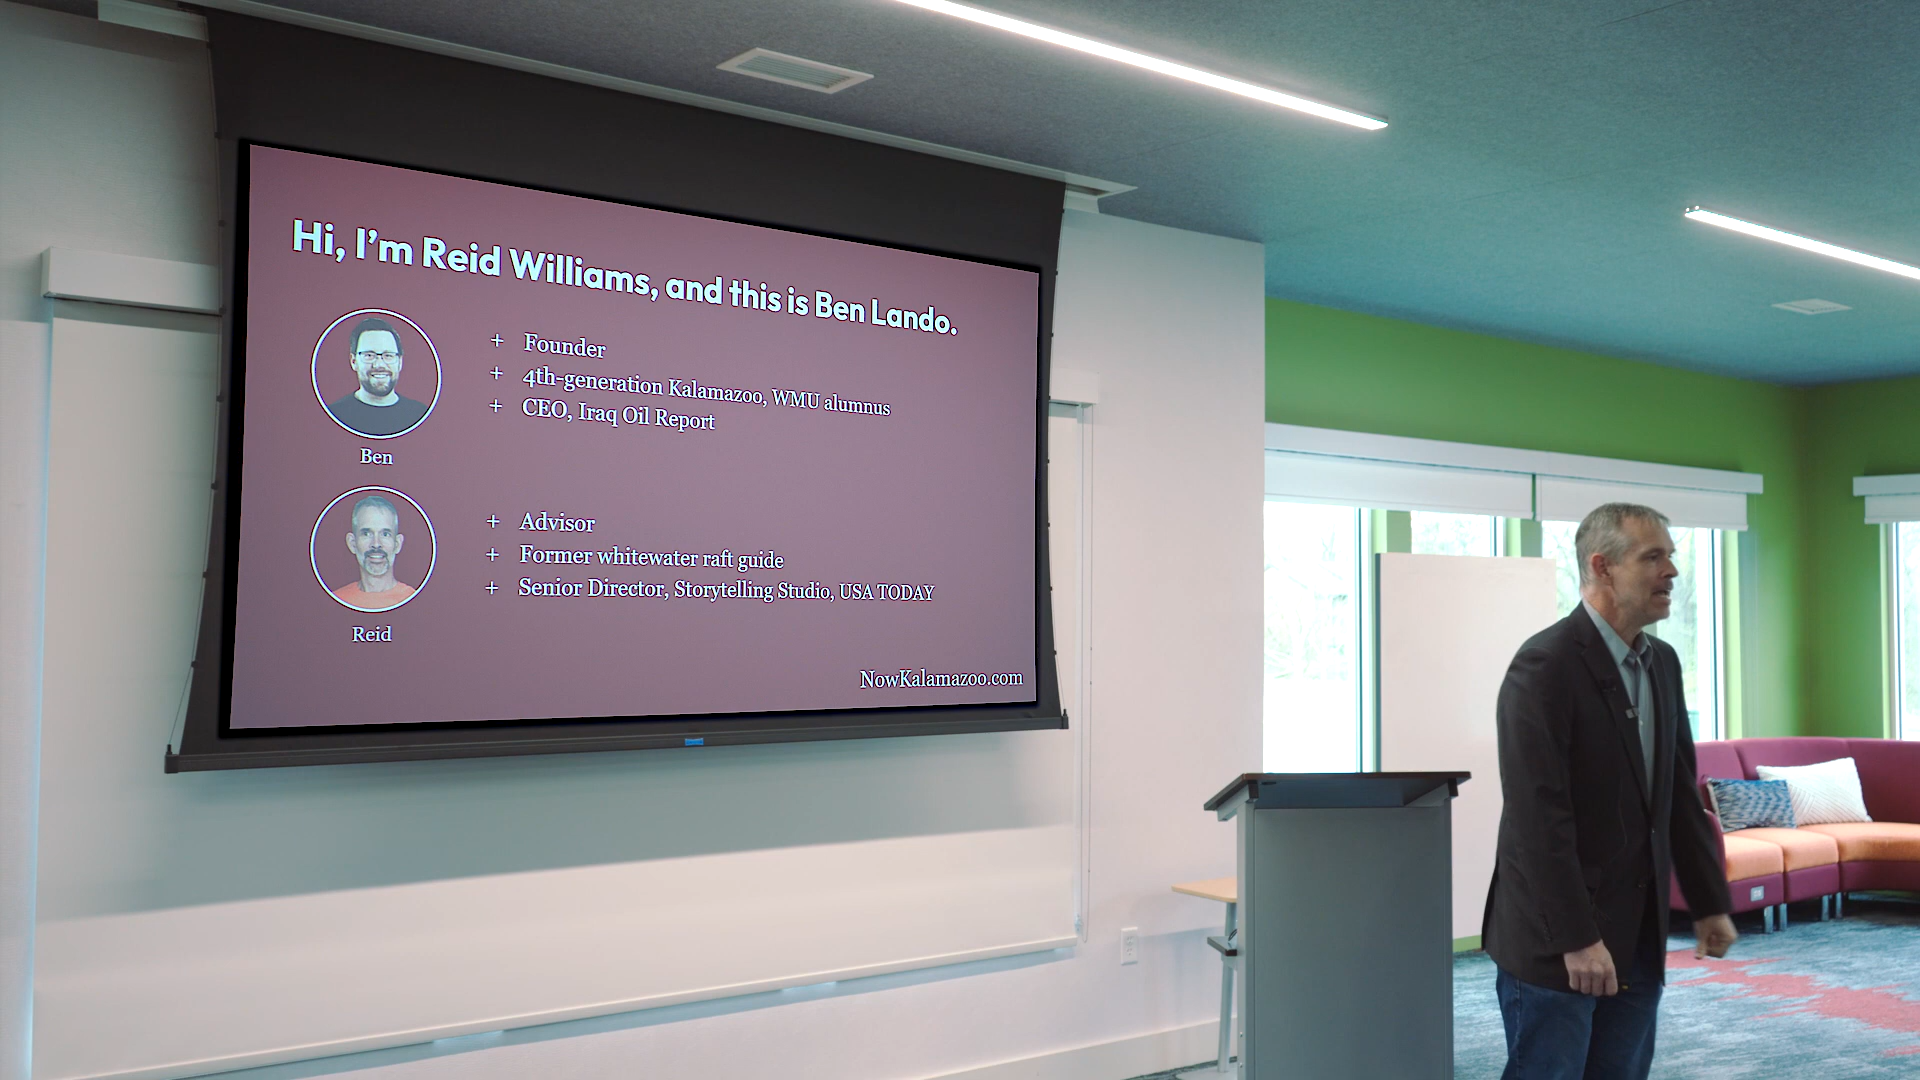 Hi, I'm Reid Williams, and this is Ben Lando.
+ Founder
+ 4th-generation Kalamazoo, WMU alumnus
+ CEO, Iraq Oil Report
Ben
+ Advisor
+ Former whitewater raft guide
+ Senior Director, Storytelling Studio, USA TODAY
Reid
NowKalamazoo.com